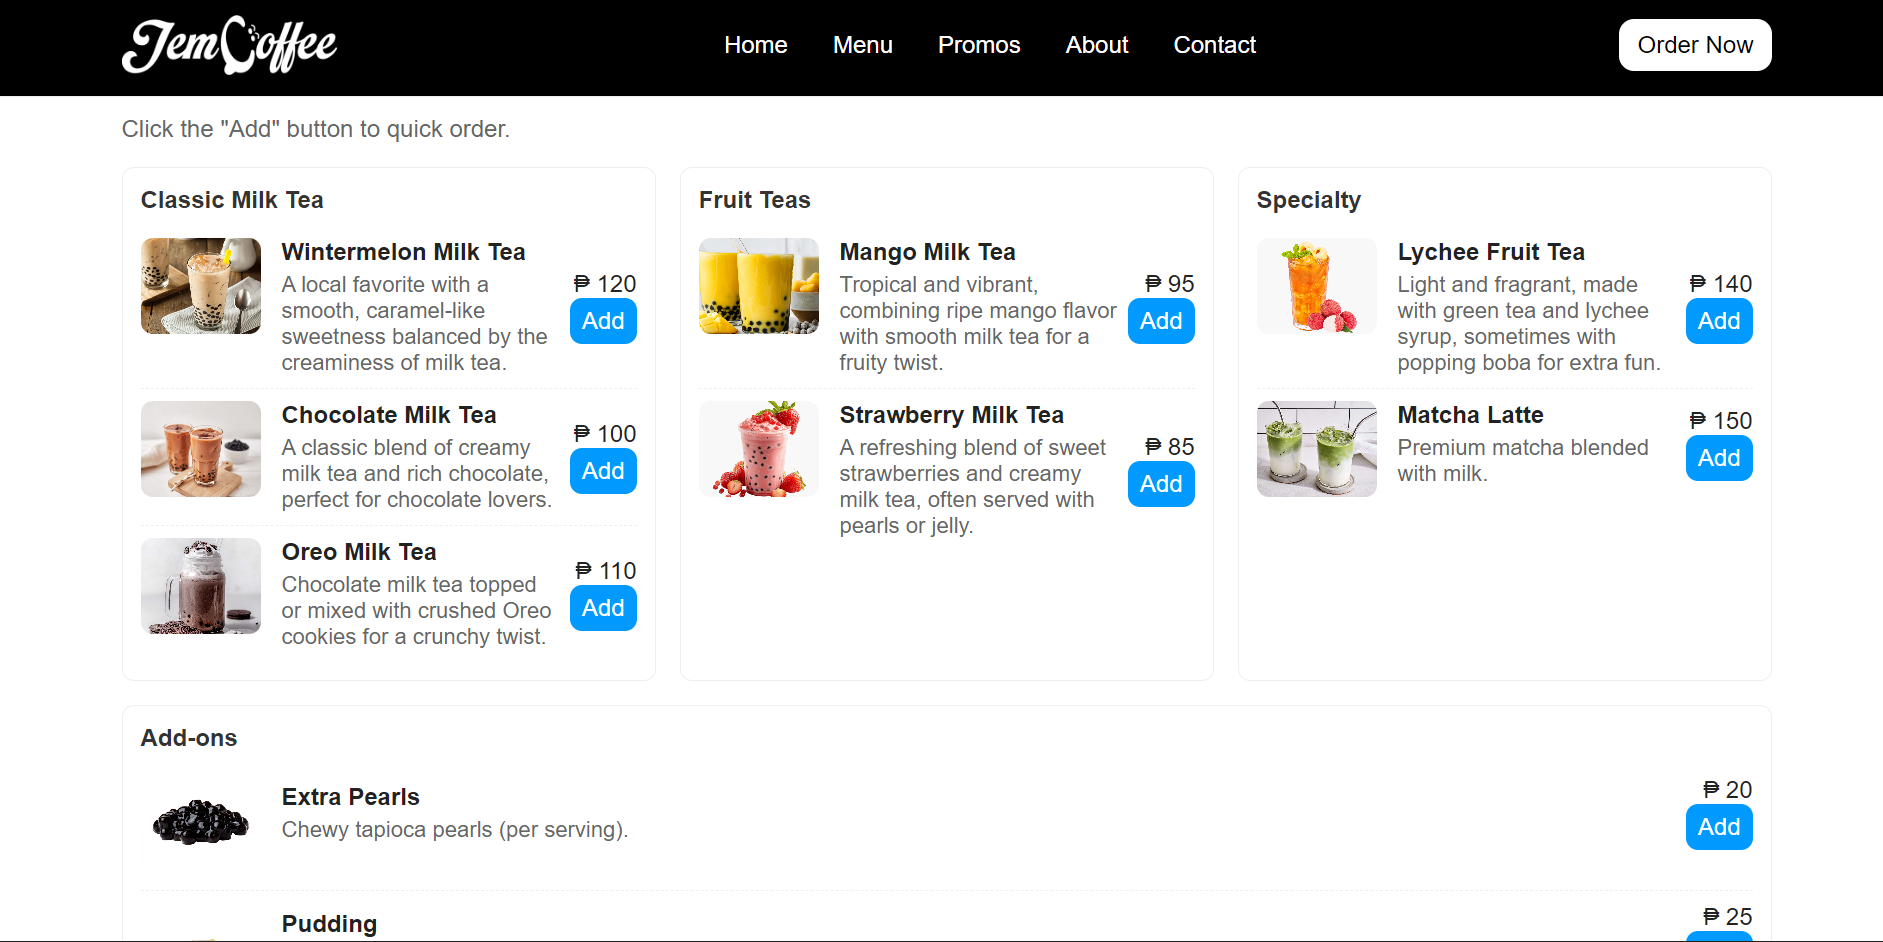 Jem Coffee
Home
Menu
Promos
About
Contact
Order Now
Click the "Add" button to quick order.
Classic Milk Tea
Wintermelon Milk Tea
A local favorite with a
smooth, caramel-like
sweetness balanced by the
creaminess of milk tea.
₱ 120
Add
Chocolate Milk Tea
A classic blend of creamy
milk tea and rich chocolate,
perfect for chocolate lovers.
₱ 100
Add
Oreo Milk Tea
Chocolate milk tea topped
or mixed with crushed Oreo
cookies for a crunchy twist.
₱ 110
Add
Fruit Teas
Mango Milk Tea
Tropical and vibrant,
combining ripe mango flavor
with smooth milk tea for a
fruity twist.
₱ 95
Add
Strawberry Milk Tea
A refreshing blend of sweet
strawberries and creamy
milk tea, often served with
pearls or jelly.
₱ 85
Add
Specialty
Lychee Fruit Tea
Light and fragrant, made
with green tea and lychee
syrup, sometimes with
popping boba for extra fun.
₱ 140
Add
Matcha Latte
Premium matcha blended
with milk.
₱ 150
Add
Add-ons
Extra Pearls
Chewy tapioca pearls (per serving).
₱ 20
Add
Pudding
₱ 25